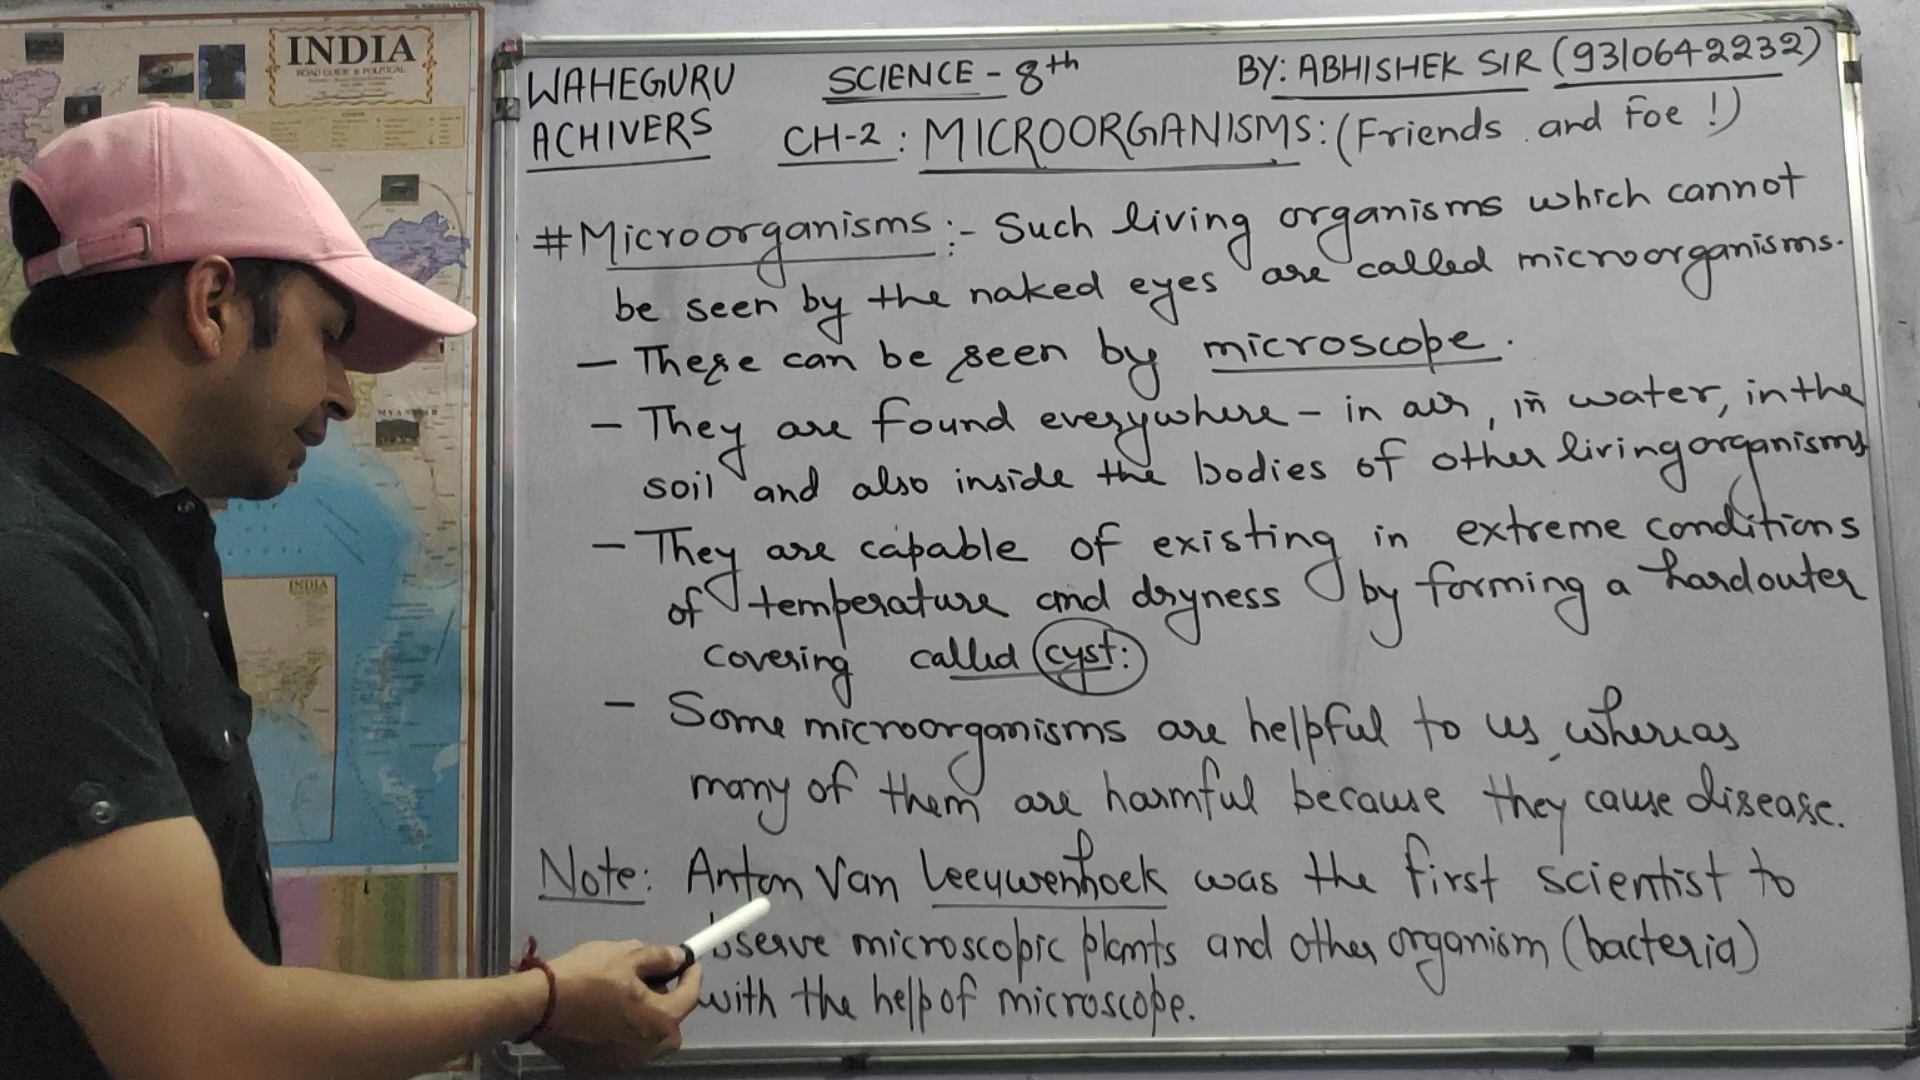 INDIA
ROAD GUIDE & POLITICAL
MYANMAR
INDIA
WAHEGURU
ACHIVERS
SCIENCE - 8th
BY: ABHISHEK SIR (9310642232)
CH-2 : MICROORGANISMS: (Friends and Foe !)
# Microorganisms :- Such living organisms which cannot
be seen by the naked eyes are called microorganisms.
- These can be seen by microscope.
- They are found everywhere - in air, in water, in the
soil and also inside the bodies of other living organisms
- They are capable of existing in extreme conditions
of temperature and dryness by forming a hard outer
covering called cyst:
- Some microorganisms are helpful to us, whereas
many of them are harmful because they cause disease.
Note: Anton Van Leeuwenhoek was the first scientist to
bserve microscopic plants and other organism (bacteria)
with the help of microscope.